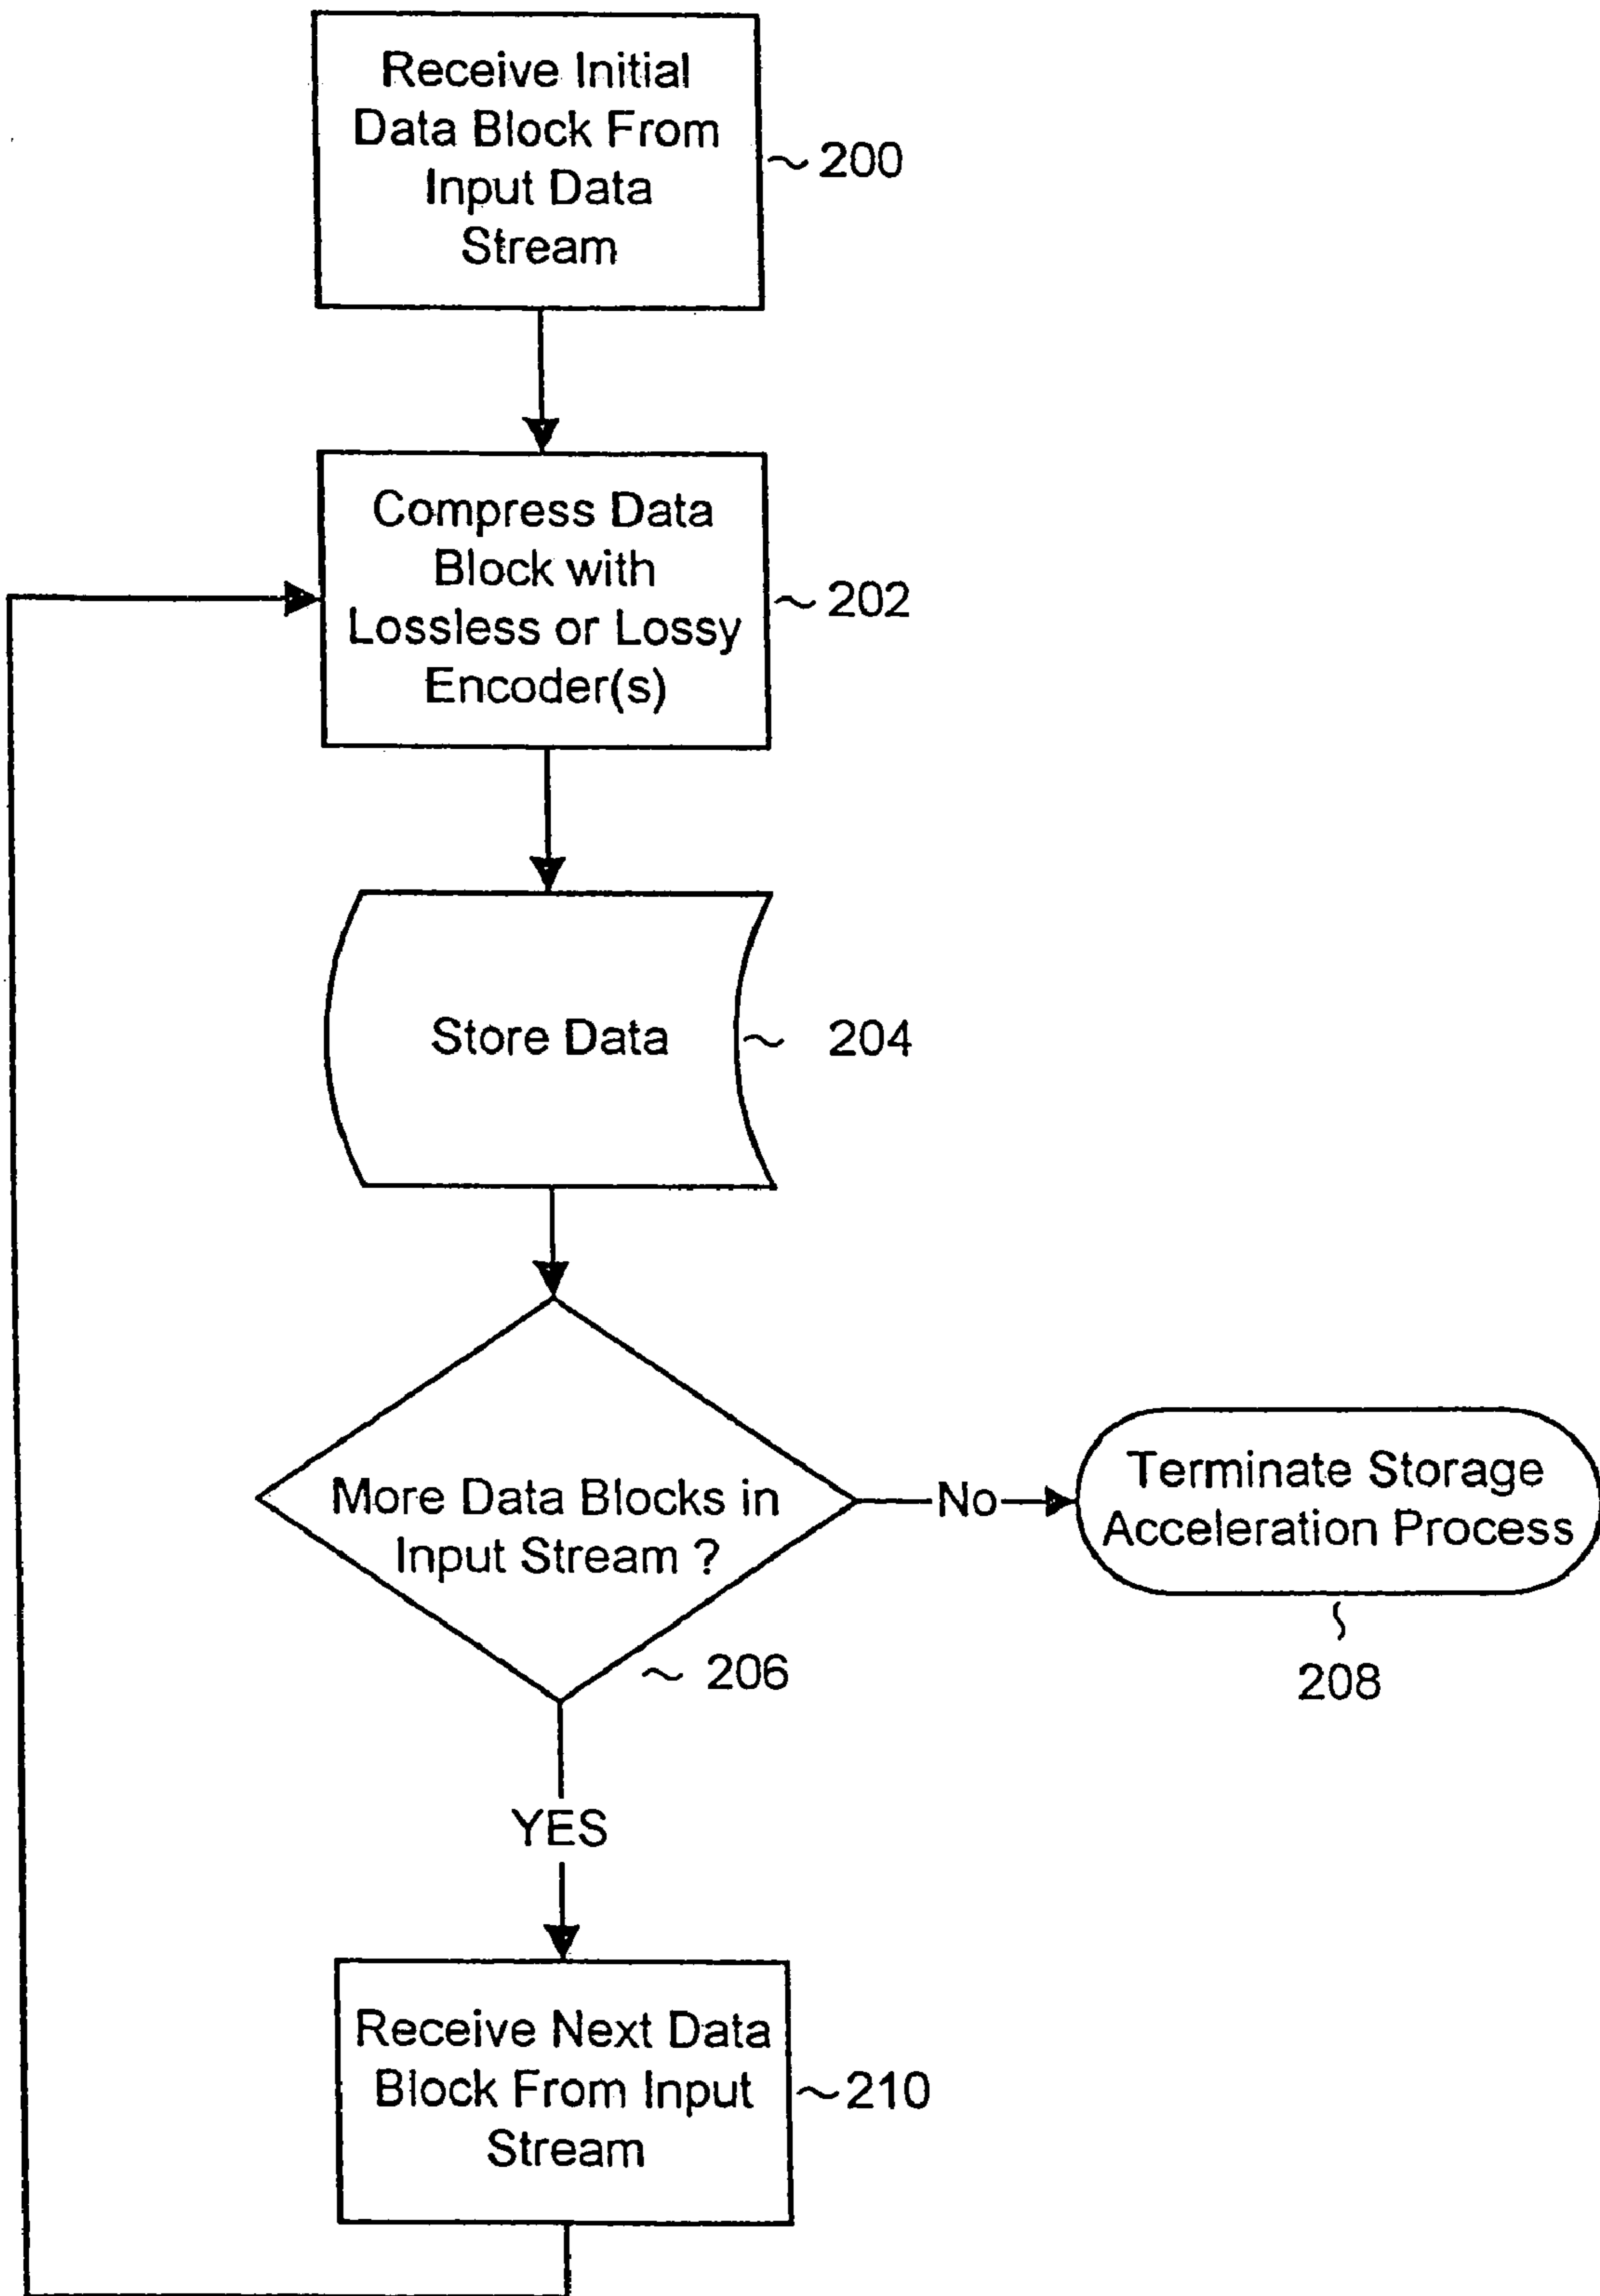 Receive Initial
Data Block From
Input Data
Stream
200
Compress Data
Block with
Lossless or Lossy
Encoder(s)
202
Store Data
204
More Data Blocks in
Input Stream ?
206
No
Terminate Storage
Acceleration Process
208
YES
Receive Next Data
Block From Input
Stream
210